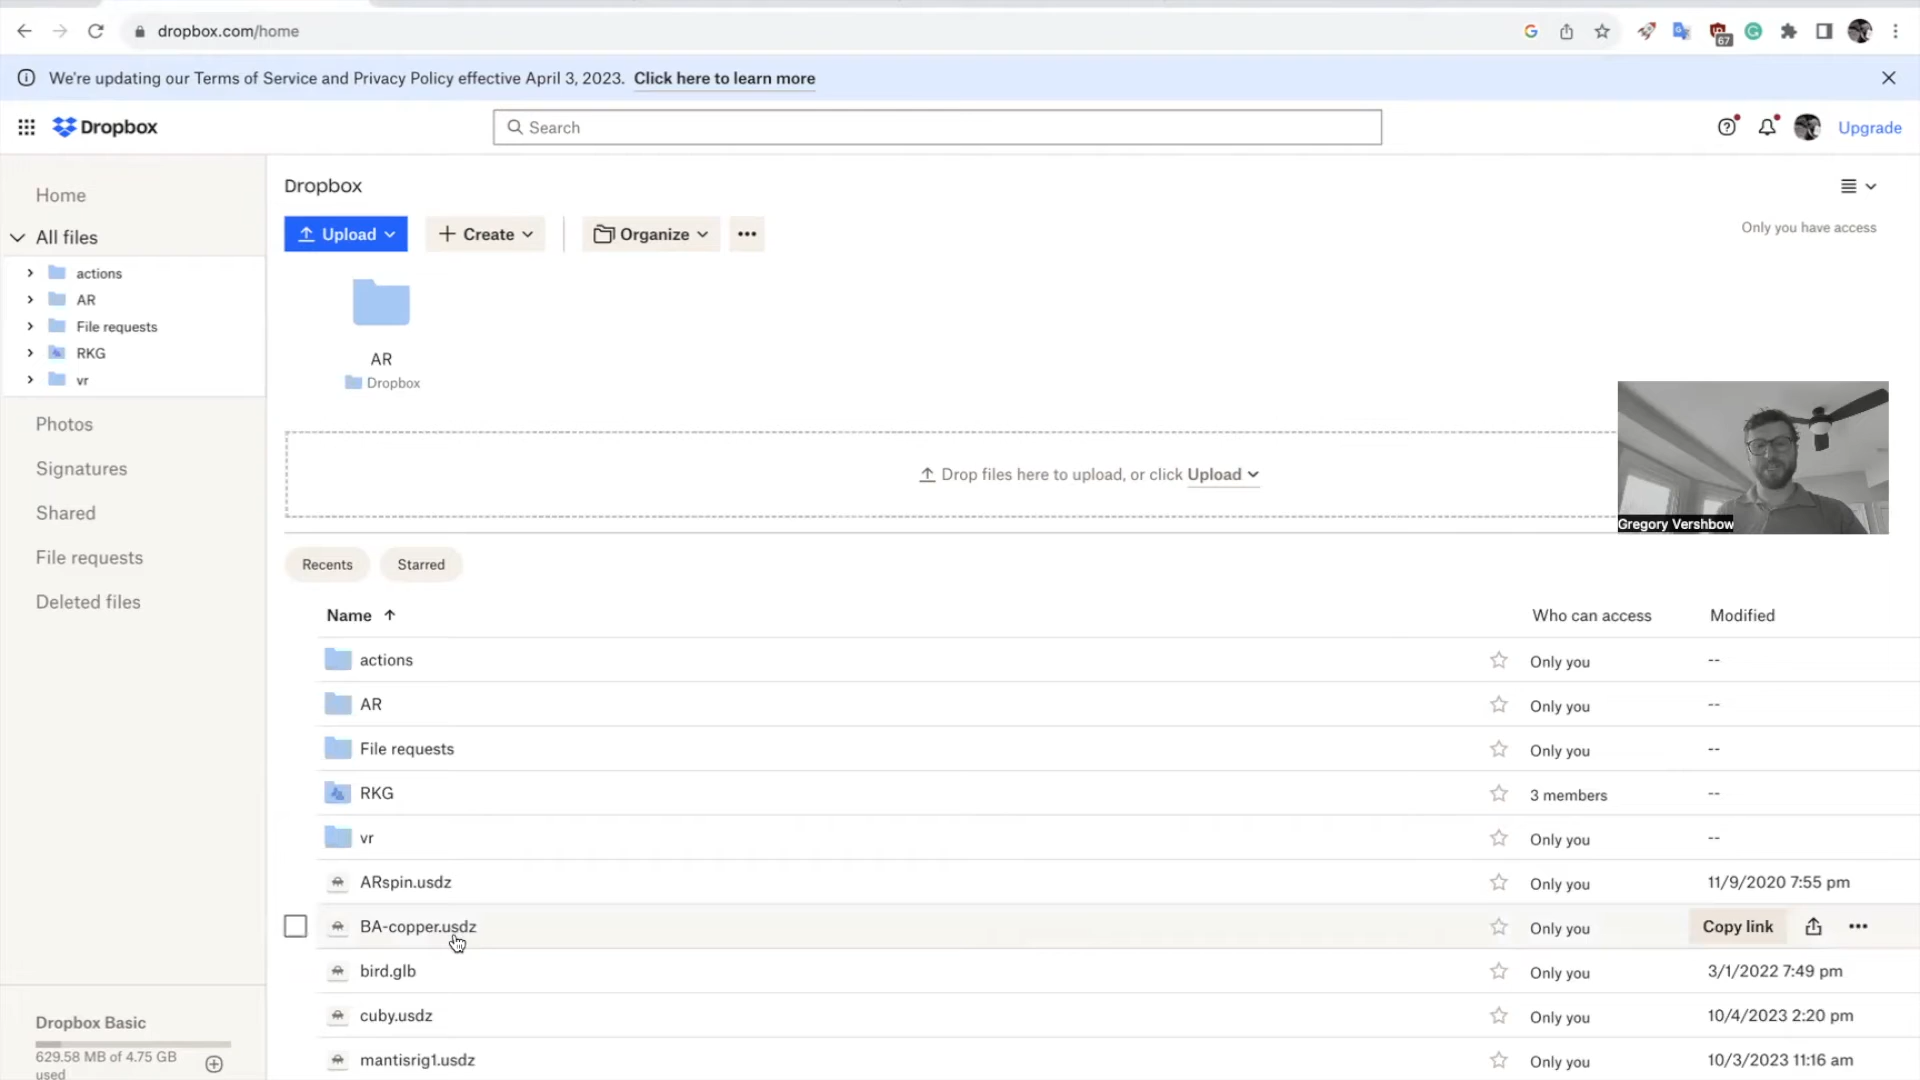 dropbox.com/home
67
We're updating our Terms of Service and Privacy Policy effective April 3, 2023. Click here to learn more
Dropbox
Search
Upgrade
Home
All files
actions
AR
File requests
RKG
vr
Photos
Signatures
Shared
File requests
Deleted files
Dropbox Basic
629.58 MB of 4.75 GB
used
Dropbox
Only you have access
Upload
Create
Organize
AR
Dropbox
Drop files here to upload, or click Upload
Gregory Vershbow
Recents
Starred
Name Who can access Modified
actions Only you --
AR Only you --
File requests Only you --
RKG 3 members --
vr Only you --
ARspin.usdz Only you 11/9/2020 7:55 pm
BA-copper.usdz Only you Copy link
bird.glb Only you 3/1/2022 7:49 pm
cuby.usdz Only you 10/4/2023 2:20 pm
mantisrig1.usdz Only you 10/3/2023 11:16 am